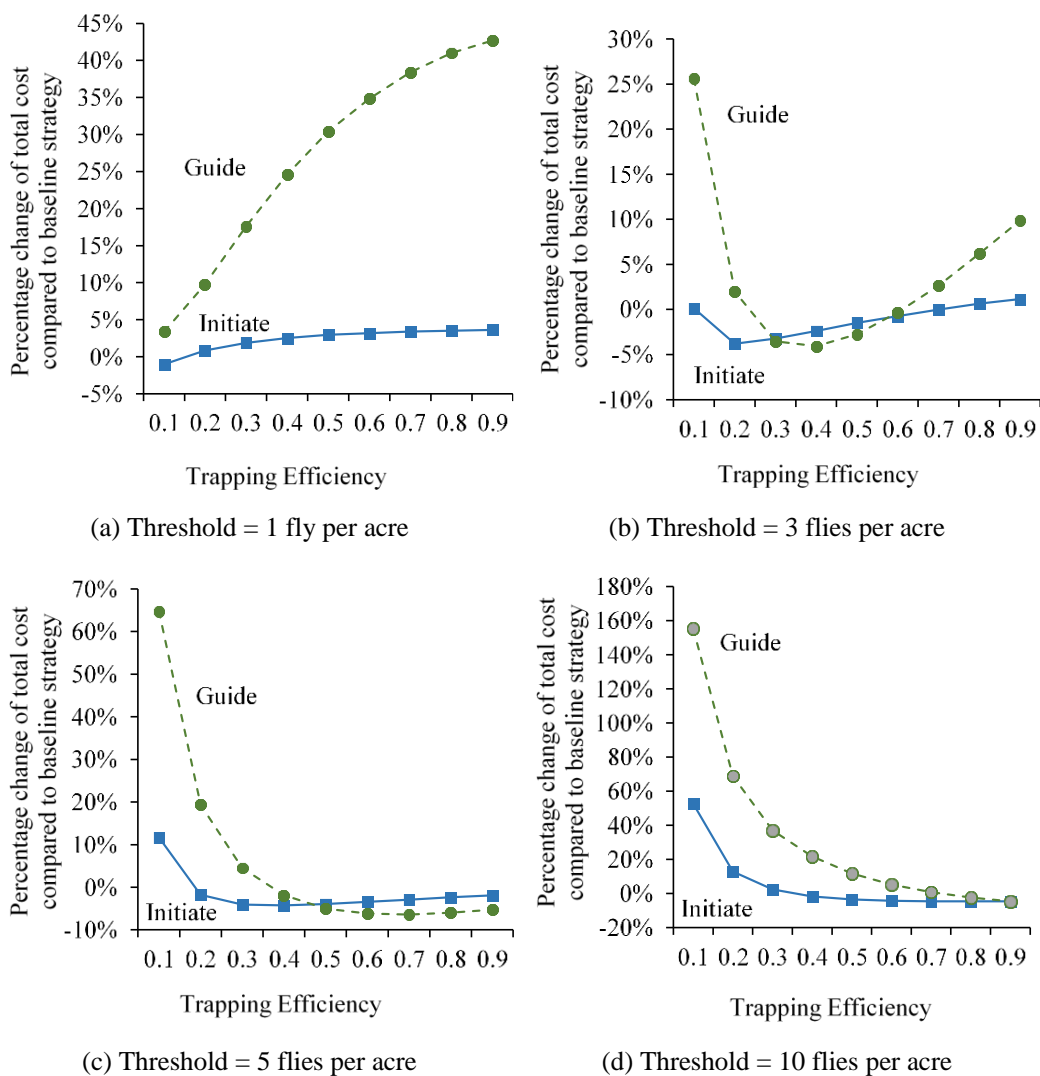 Percentage change of total cost
compared to baseline strategy
45%
40%
35%
30%
25%
20%
15%
10%
5%
0%
-5%
Guide
Initiate
0.1 0.2 0.3 0.4 0.5 0.6 0.7 0.8 0.9
Trapping Efficiency
(a) Threshold = 1 fly per acre
Percentage change of total cost
compared to baseline strategy
30%
25%
20%
15%
10%
5%
0%
-5%
-10%
Guide
Initiate
0.1 0.2 0.3 0.4 0.5 0.6 0.7 0.8 0.9
Trapping Efficiency
(b) Threshold = 3 flies per acre
Percentage change of total cost
compared to baseline strategy
70%
60%
50%
40%
30%
20%
10%
0%
-10%
Guide
Initiate
0.1 0.2 0.3 0.4 0.5 0.6 0.7 0.8 0.9
Trapping Efficiency
(c) Threshold = 5 flies per acre
Percentage change of total cost
compared to baseline strategy
180%
160%
140%
120%
100%
80%
60%
40%
20%
0%
-20%
Guide
Initiate
0.1 0.2 0.3 0.4 0.5 0.6 0.7 0.8 0.9
Trapping Efficiency
(d) Threshold = 10 flies per acre